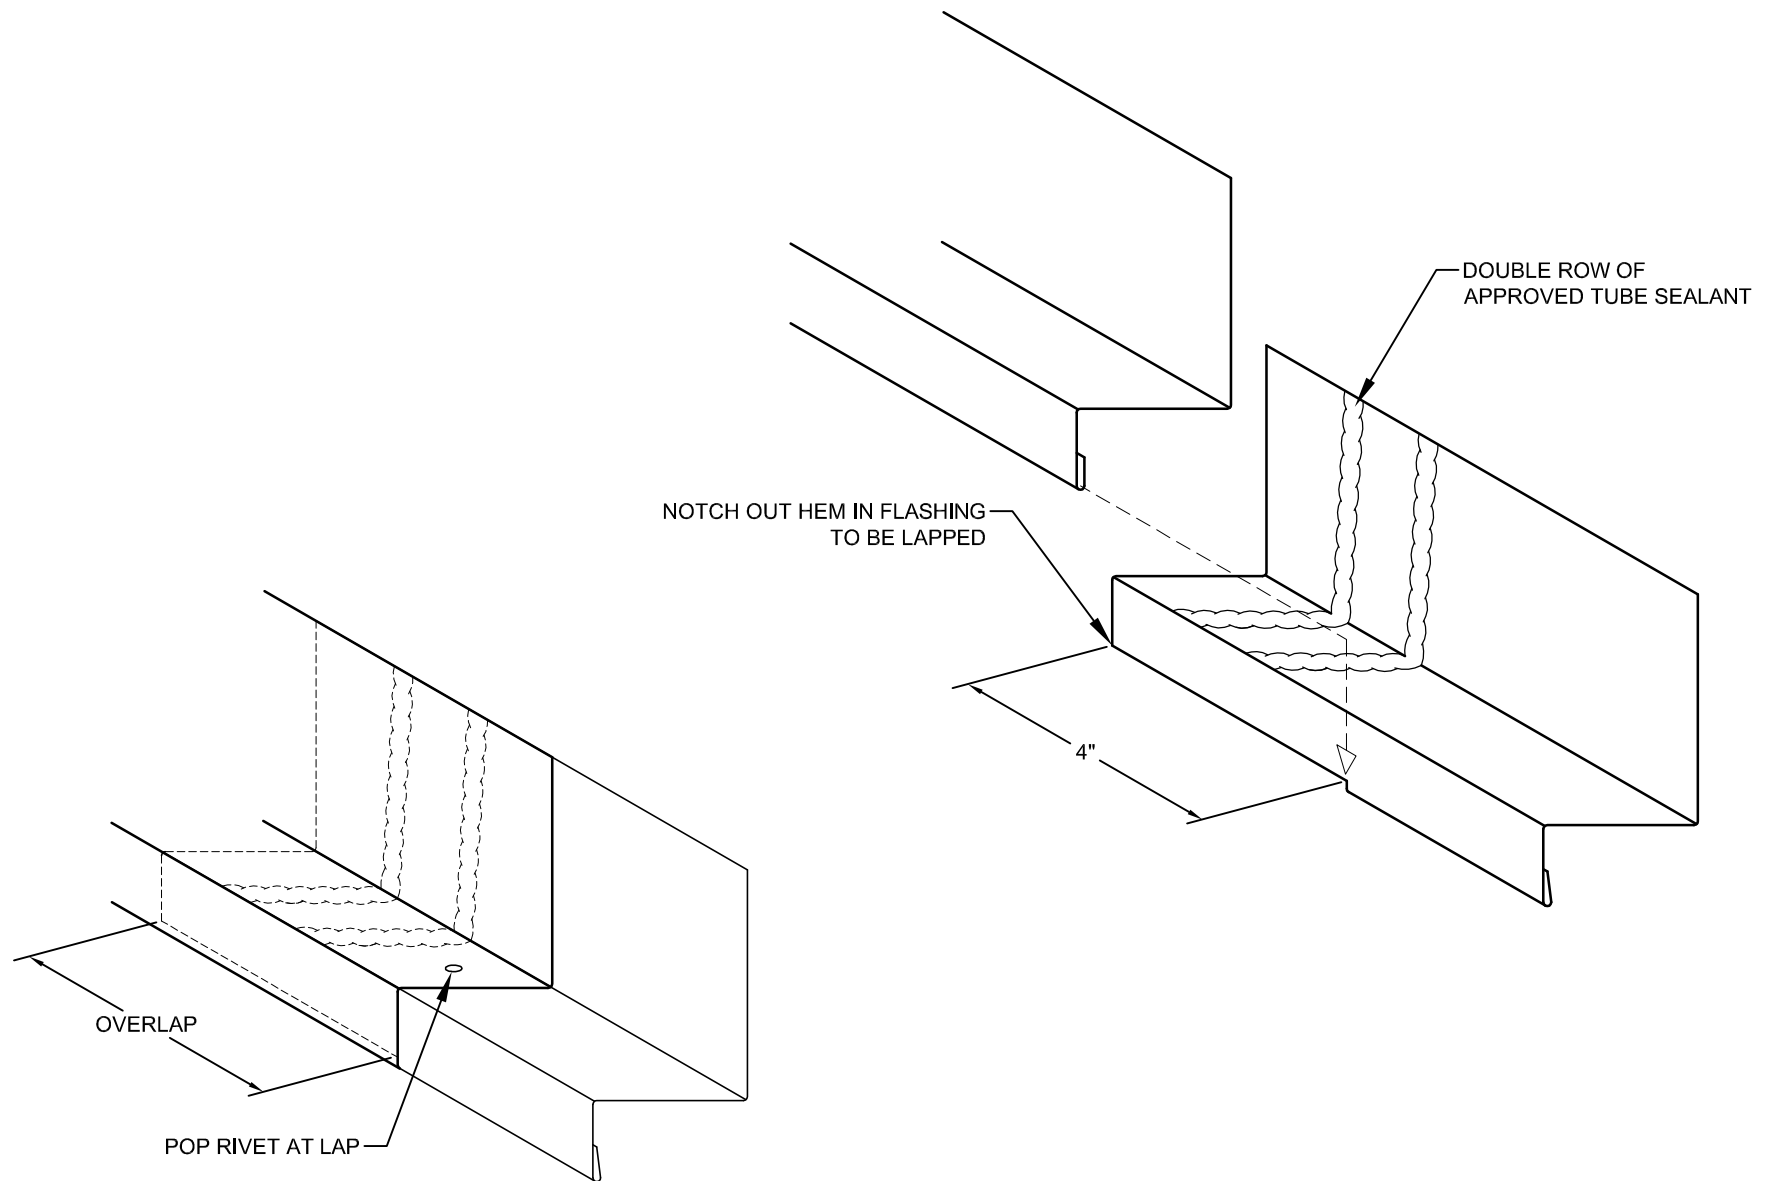 DOUBLE ROW OF
APPROVED TUBE SEALANT
NOTCH OUT HEM IN FLASHING
TO BE LAPPED
4"
OVERLAP
POP RIVET AT LAP